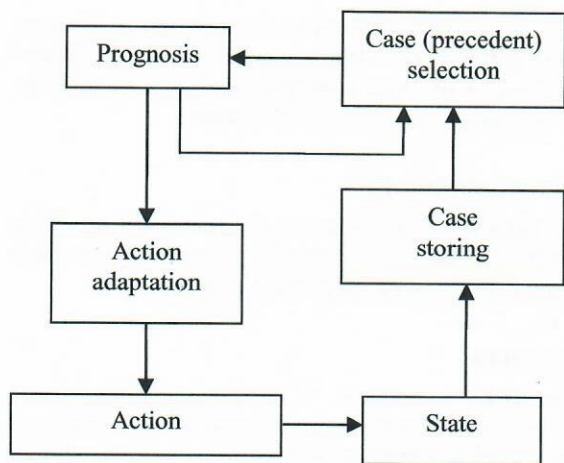 Prognosis
Case (precedent)
selection
Case
storing
Action
adaptation
Action
State